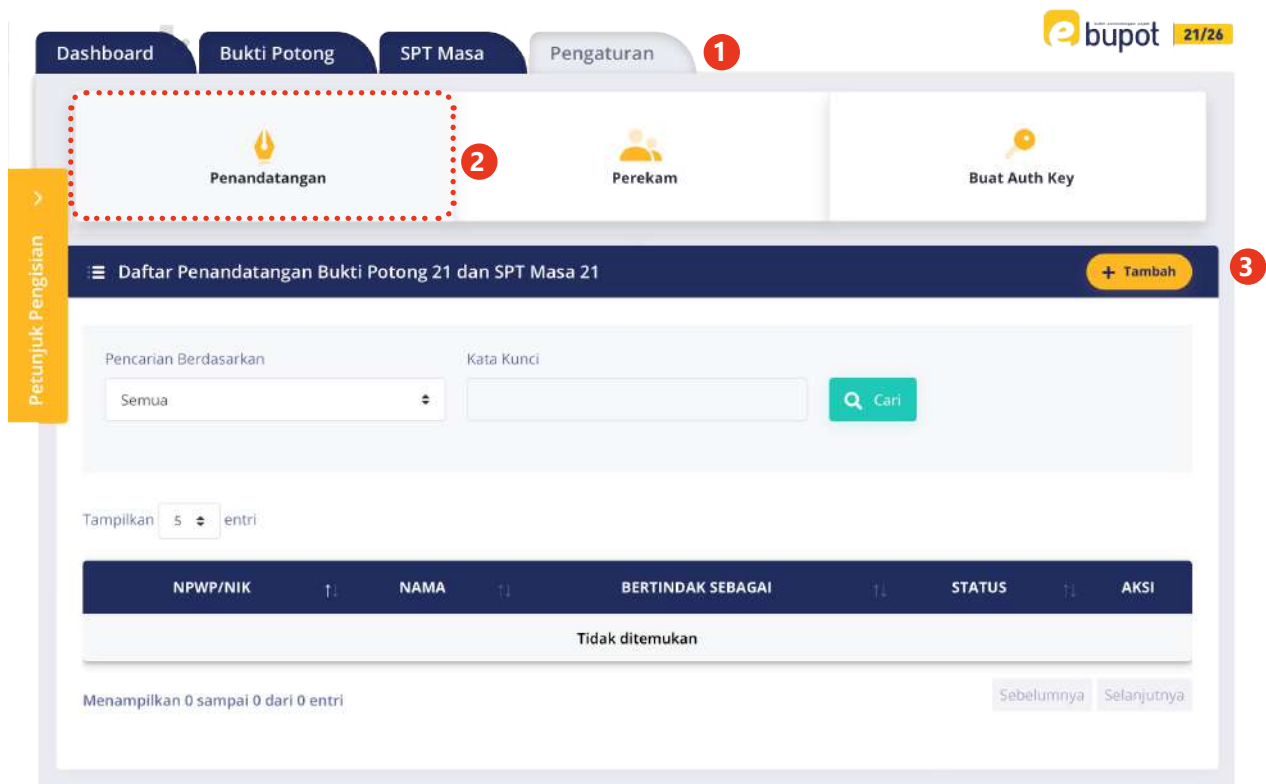 Dashboard Bukti Potong SPT Masa Pengaturan 1
bupot 21/26
Penandatangan 2 Perekam Buat Auth Key
Petunjuk Pengisian
Daftar Penandatangan Bukti Potong 21 dan SPT Masa 21 + Tambah 3
Pencarian Berdasarkan Kata Kunci
Semua Cari
Tampilkan 5 entri
NPWP/NIK NAMA BERTINDAK SEBAGAI STATUS AKSI
Tidak ditemukan
Menampilkan 0 sampai 0 dari 0 entri Sebelumnya Selanjutnya